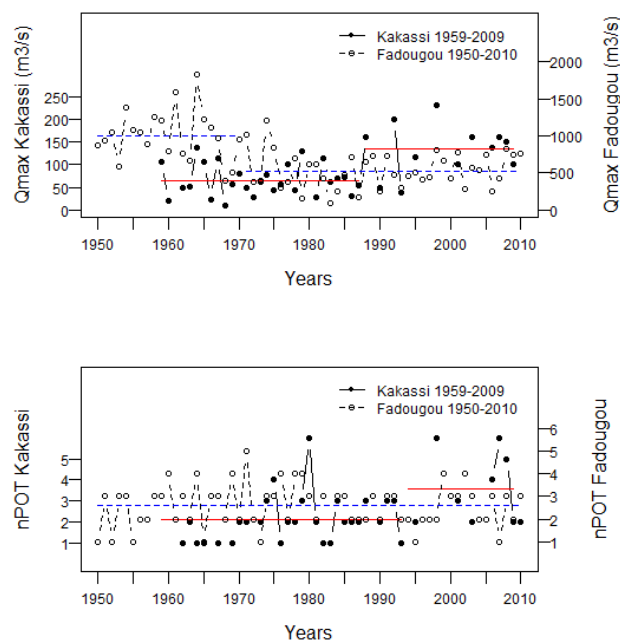 Kakassi 1959-2009
Fadougou 1950-2010
Qmax Kakassi (m3/s)
0
50
100
150
200
250
Qmax Fadougou (m3/s)
0
500
1000
1500
2000
1950 1960 1970 1980 1990 2000 2010
Years
Kakassi 1959-2009
Fadougou 1950-2010
nPOT Kakassi
1
2
3
4
5
nPOT Fadougou
1
2
3
4
5
6
1950 1960 1970 1980 1990 2000 2010
Years